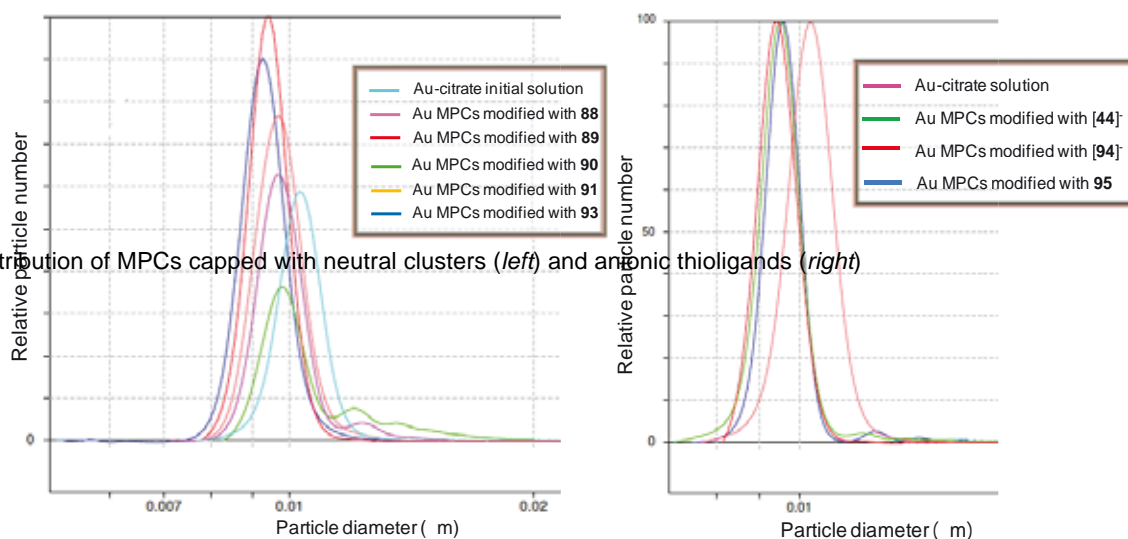 Au-citrate initial solution
Au MPCs modified with 88
Au MPCs modified with 89
Au MPCs modified with 90
Au MPCs modified with 91
Au MPCs modified with 93
Relative particle number
0
0.007
0.01
0.02
Particle diameter ( m)
100
50
0
Au-citrate solution
Au MPCs modified with [44]-
Au MPCs modified with [94]-
Au MPCs modified with 95
Relative particle number
0.01
Particle diameter ( m)
tribution of MPCs capped with neutral clusters (left) and anionic thioligands (right)